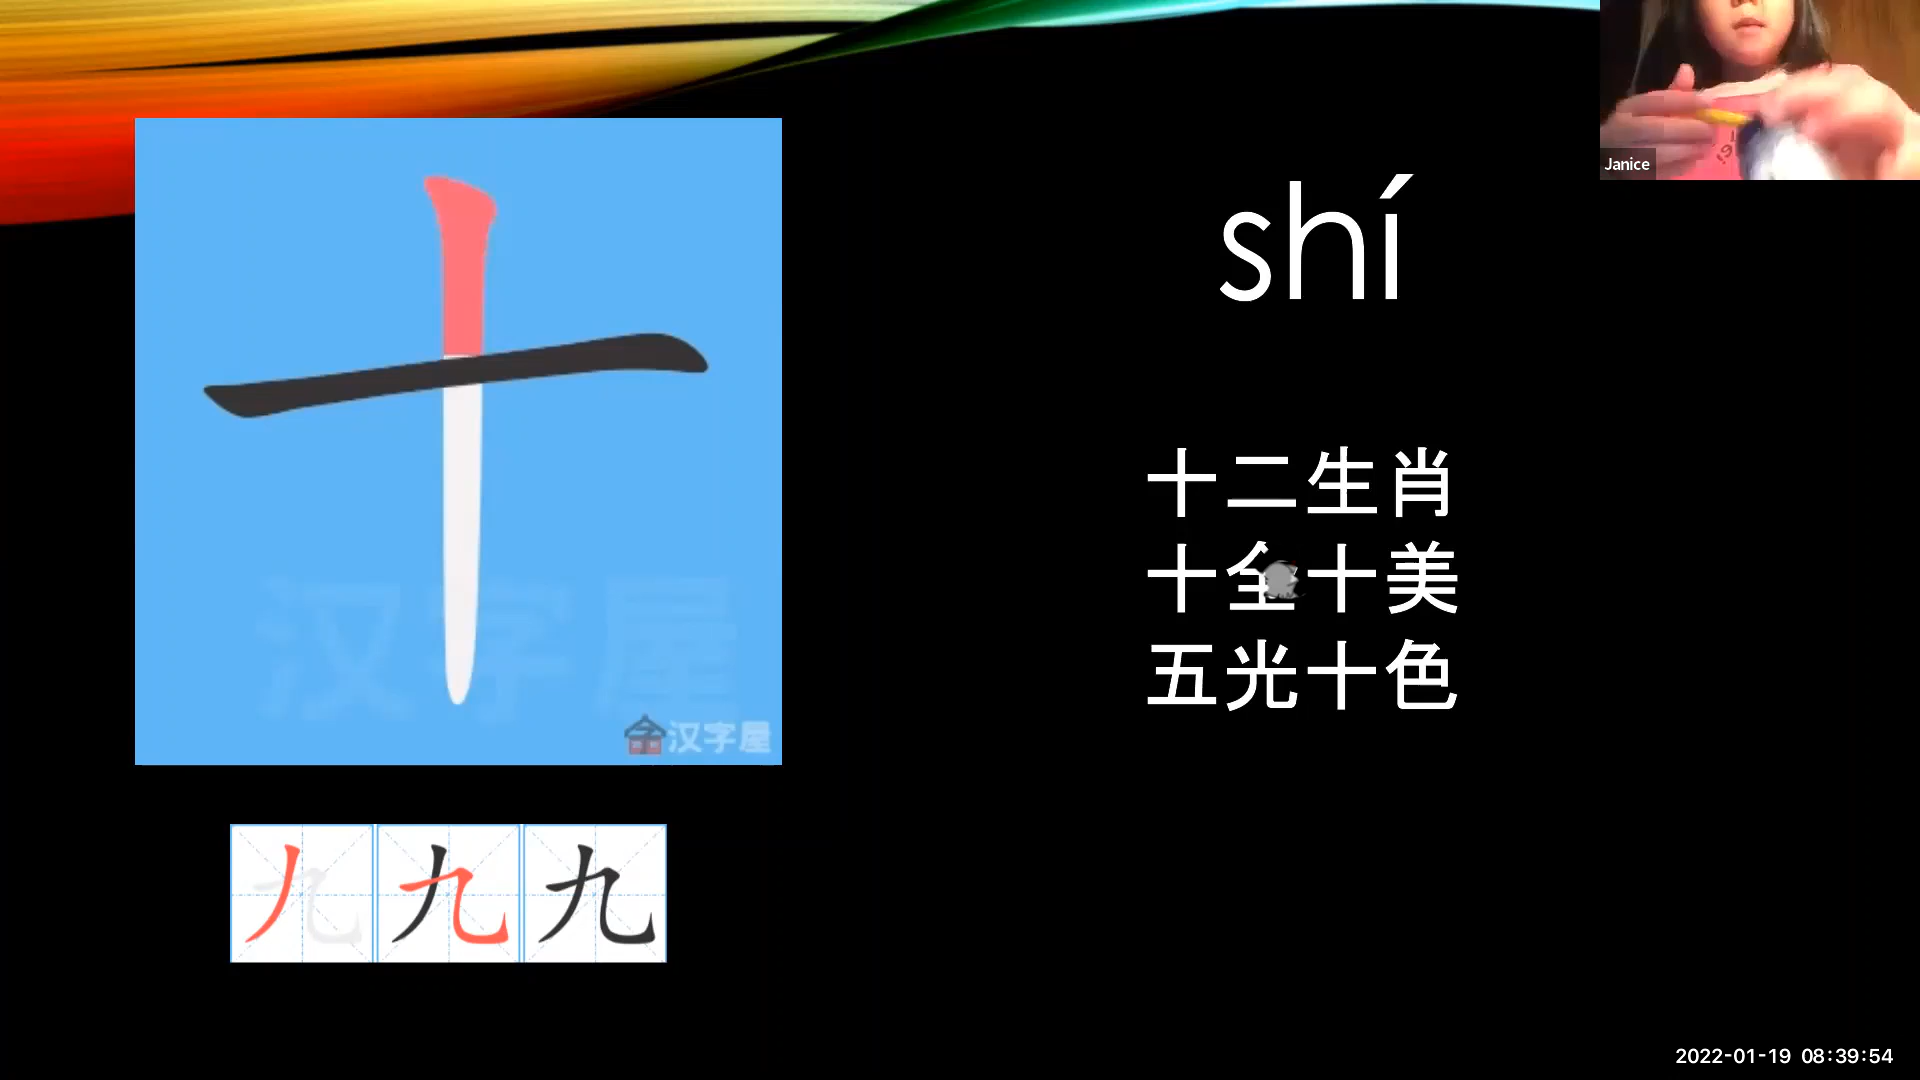 十
shí
Janice
十二生肖
十全十美
五光十色
汉字屋
汉字屋
九 九 九
2022-01-19 08:39:54